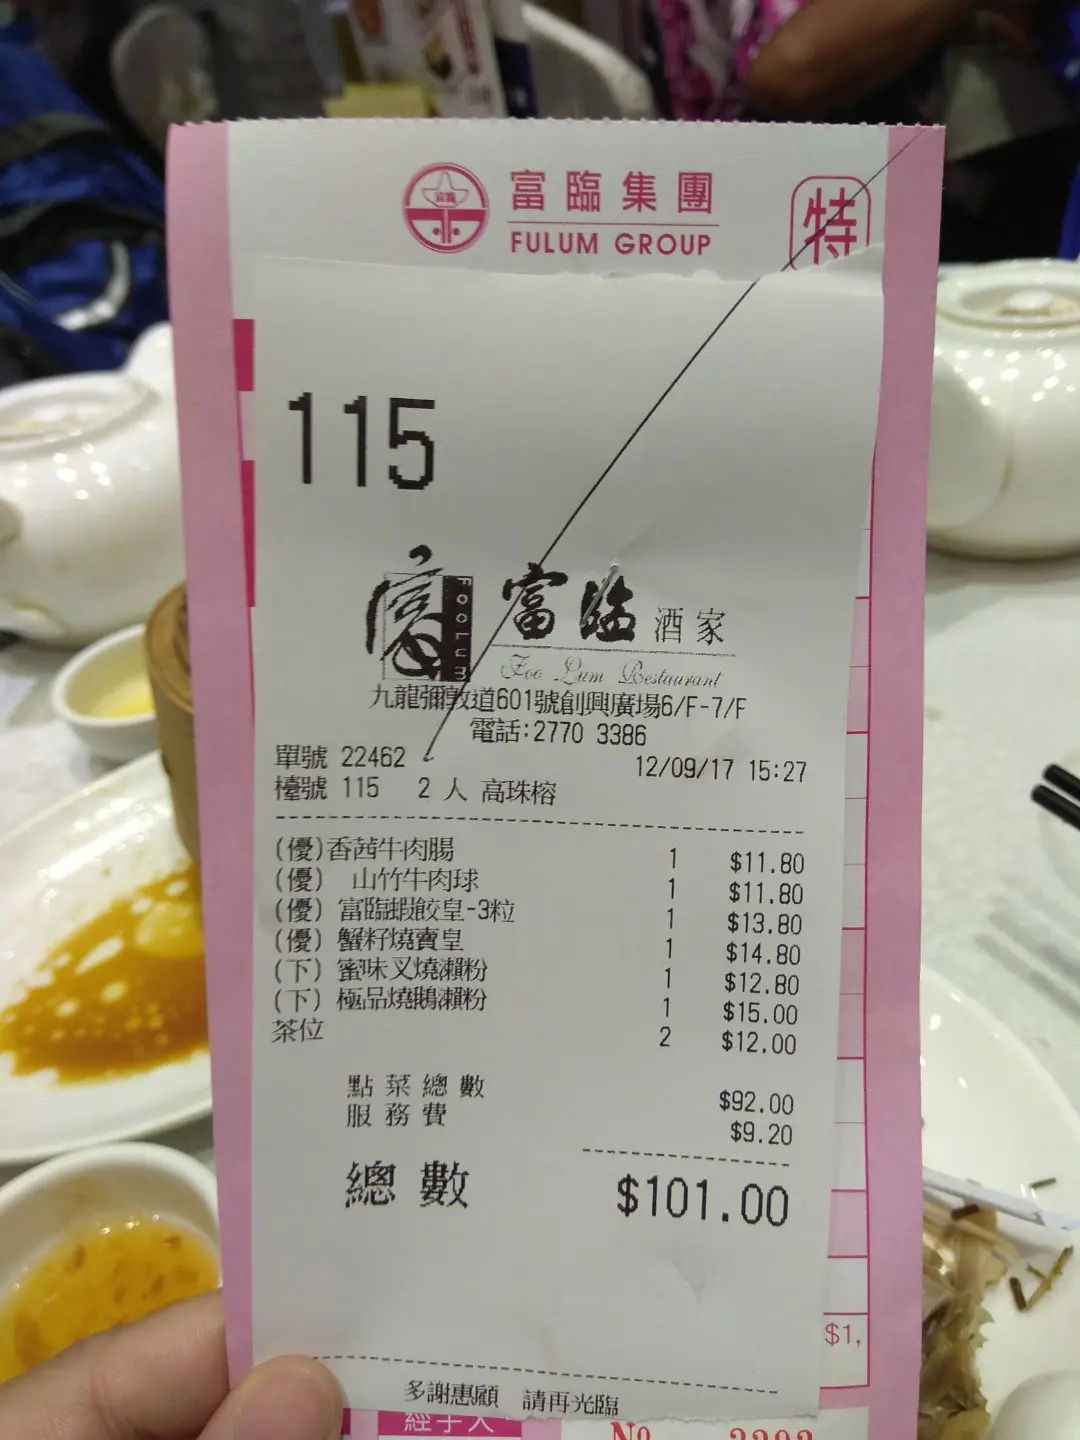 富臨集團
FULUM GROUP
特
115
FOOLUM
富臨酒家
Foo Lum Restaurant
九龍彌敦道601號創興廣場6/F-7/F
電話:2770 3386
單號 22462 12/09/17 15:27
檯號 115 2 人 高珠榕
(優)香茜牛肉腸 1 $11.80
(優) 山竹牛肉球 1 $11.80
(優) 富臨蝦餃皇-3粒 1 $13.80
(優) 蟹籽燒賣皇 1 $14.80
(下) 蜜味叉燒瀨粉 1 $12.80
(下) 極品燒鵝瀨粉 1 $15.00
茶位 2 $12.00
點菜總數 $92.00
服務費 $9.20
總數 $101.00
$1,
多謝惠顧 請再光臨
經手人
№